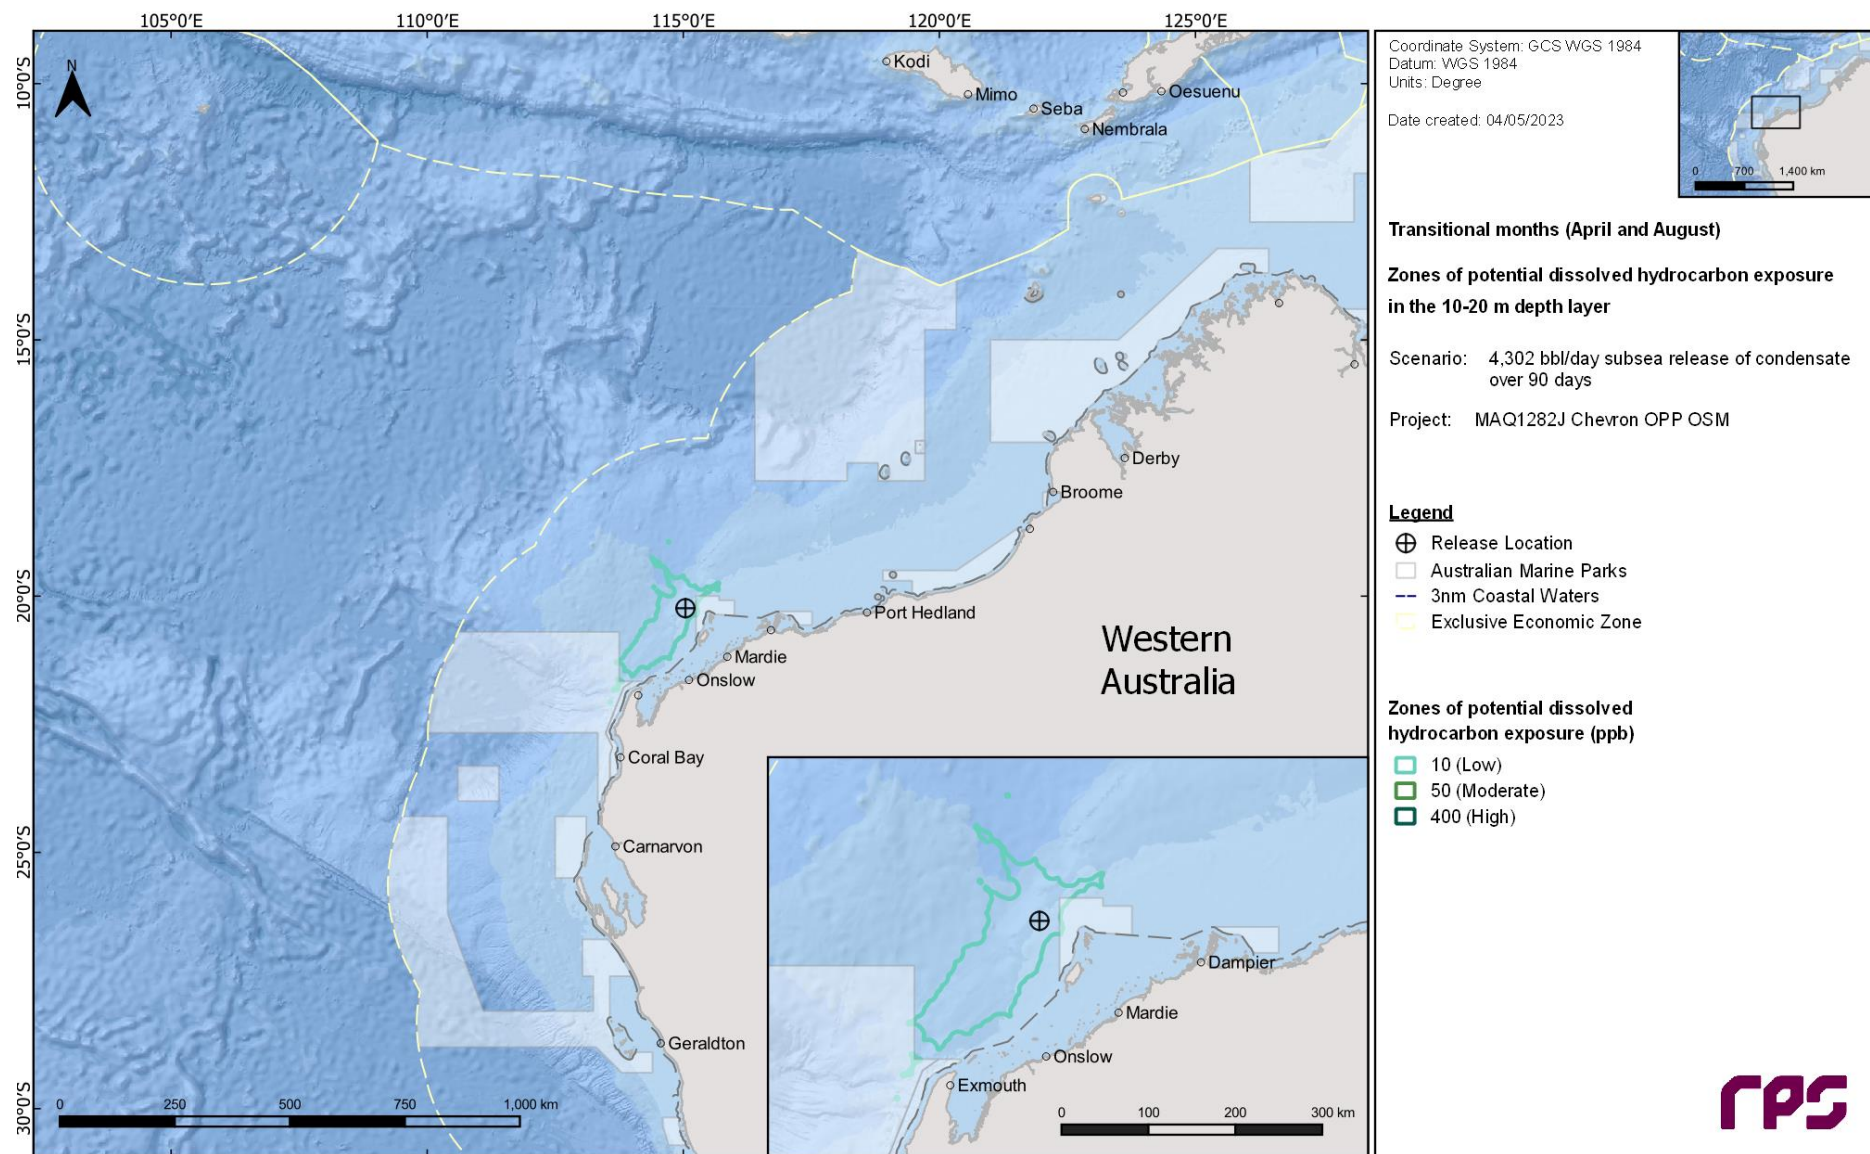 105°0'E
110°0'E
115°0'E
120°0'E
125°0'E
10°0'S
15°0'S
20°0'S
25°0'S
30°0'S
N
Kodi
Mimo
Seba
Oesuenu
Nembrala
Derby
Broome
Port Hedland
Mardie
Onslow
Western
Australia
Coral Bay
Carnarvon
Geraldton
0 250 500 750 1,000 km
Dampier
Mardie
Onslow
Exmouth
0 100 200 300 km
Coordinate System: GCS WGS 1984
Datum: WGS 1984
Units: Degree
Date created: 04/05/2023
0 700 1,400 km
Transitional months (April and August)
Zones of potential dissolved hydrocarbon exposure
in the 10-20 m depth layer
Scenario: 4,302 bbl/day subsea release of condensate
over 90 days
Project: MAQ1282J Chevron OPP OSM
Legend
Release Location
Australian Marine Parks
3nm Coastal Waters
Exclusive Economic Zone
Zones of potential dissolved
hydrocarbon exposure (ppb)
10 (Low)
50 (Moderate)
400 (High)
rps